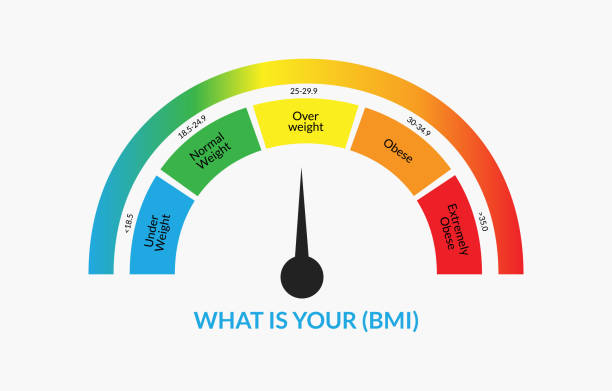 <18.5
Under
Weight
18.5-24.9
Normal
Weight
25-29.9
Over
weight
30-34.9
Obese
>35.0
Extremely
Obese
WHAT IS YOUR (BMI)